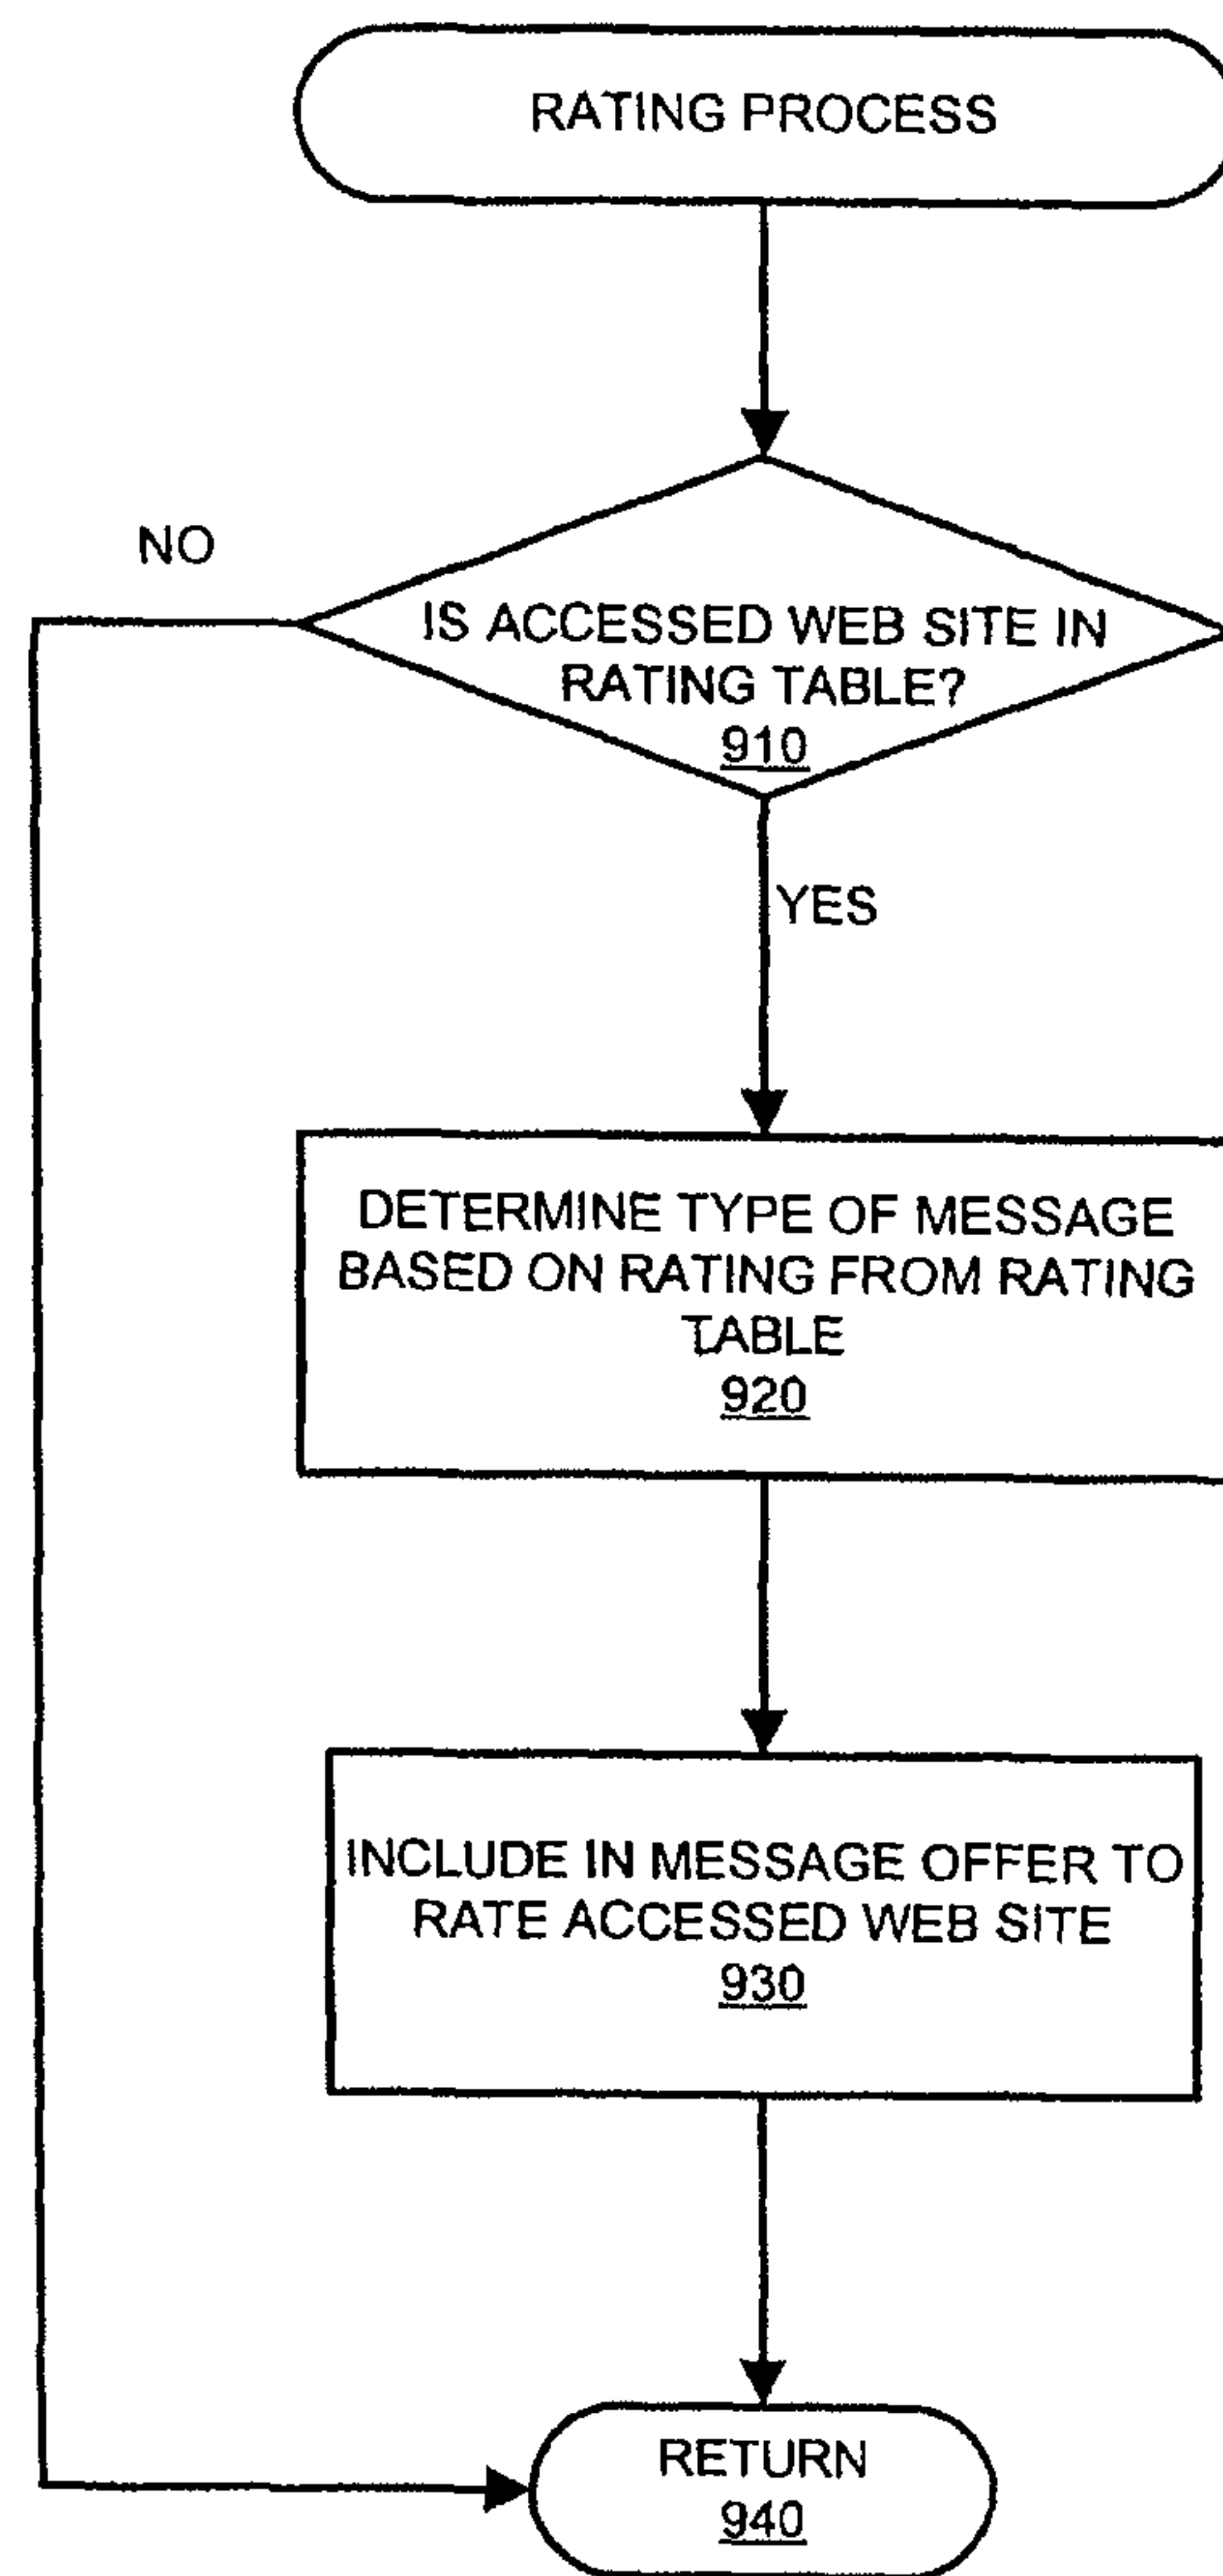 RATING PROCESS
NO
IS ACCESSED WEB SITE IN
RATING TABLE?
910
YES
DETERMINE TYPE OF MESSAGE
BASED ON RATING FROM RATING
TABLE
920
INCLUDE IN MESSAGE OFFER TO
RATE ACCESSED WEB SITE
930
RETURN
940